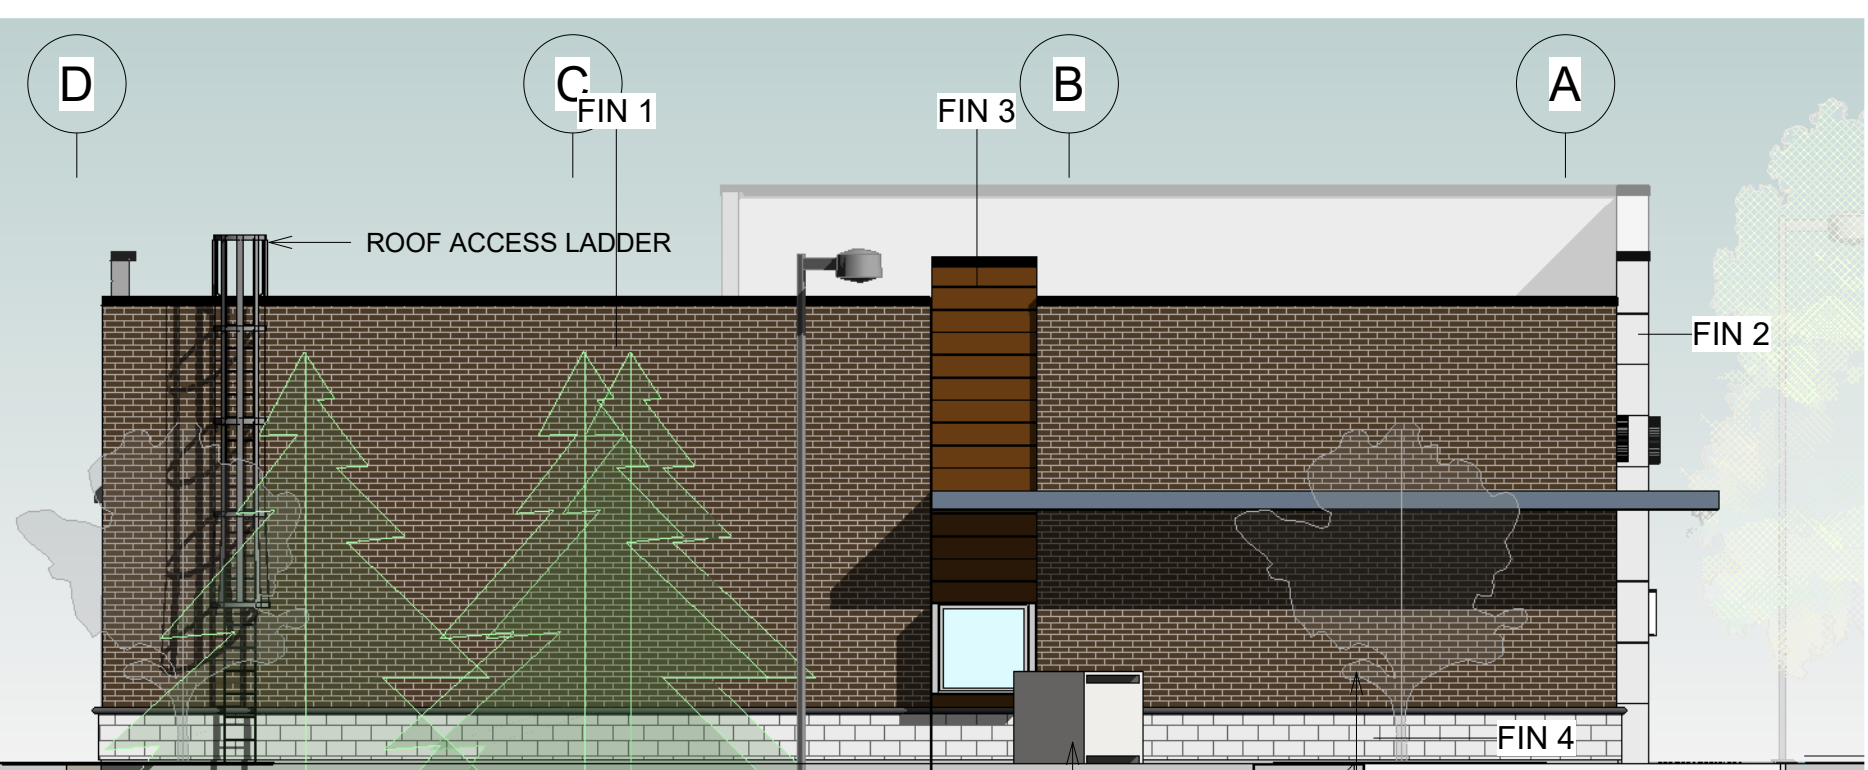 D
C
B
A
FIN 1
FIN 3
ROOF ACCESS LADDER
FIN 2
FIN 4